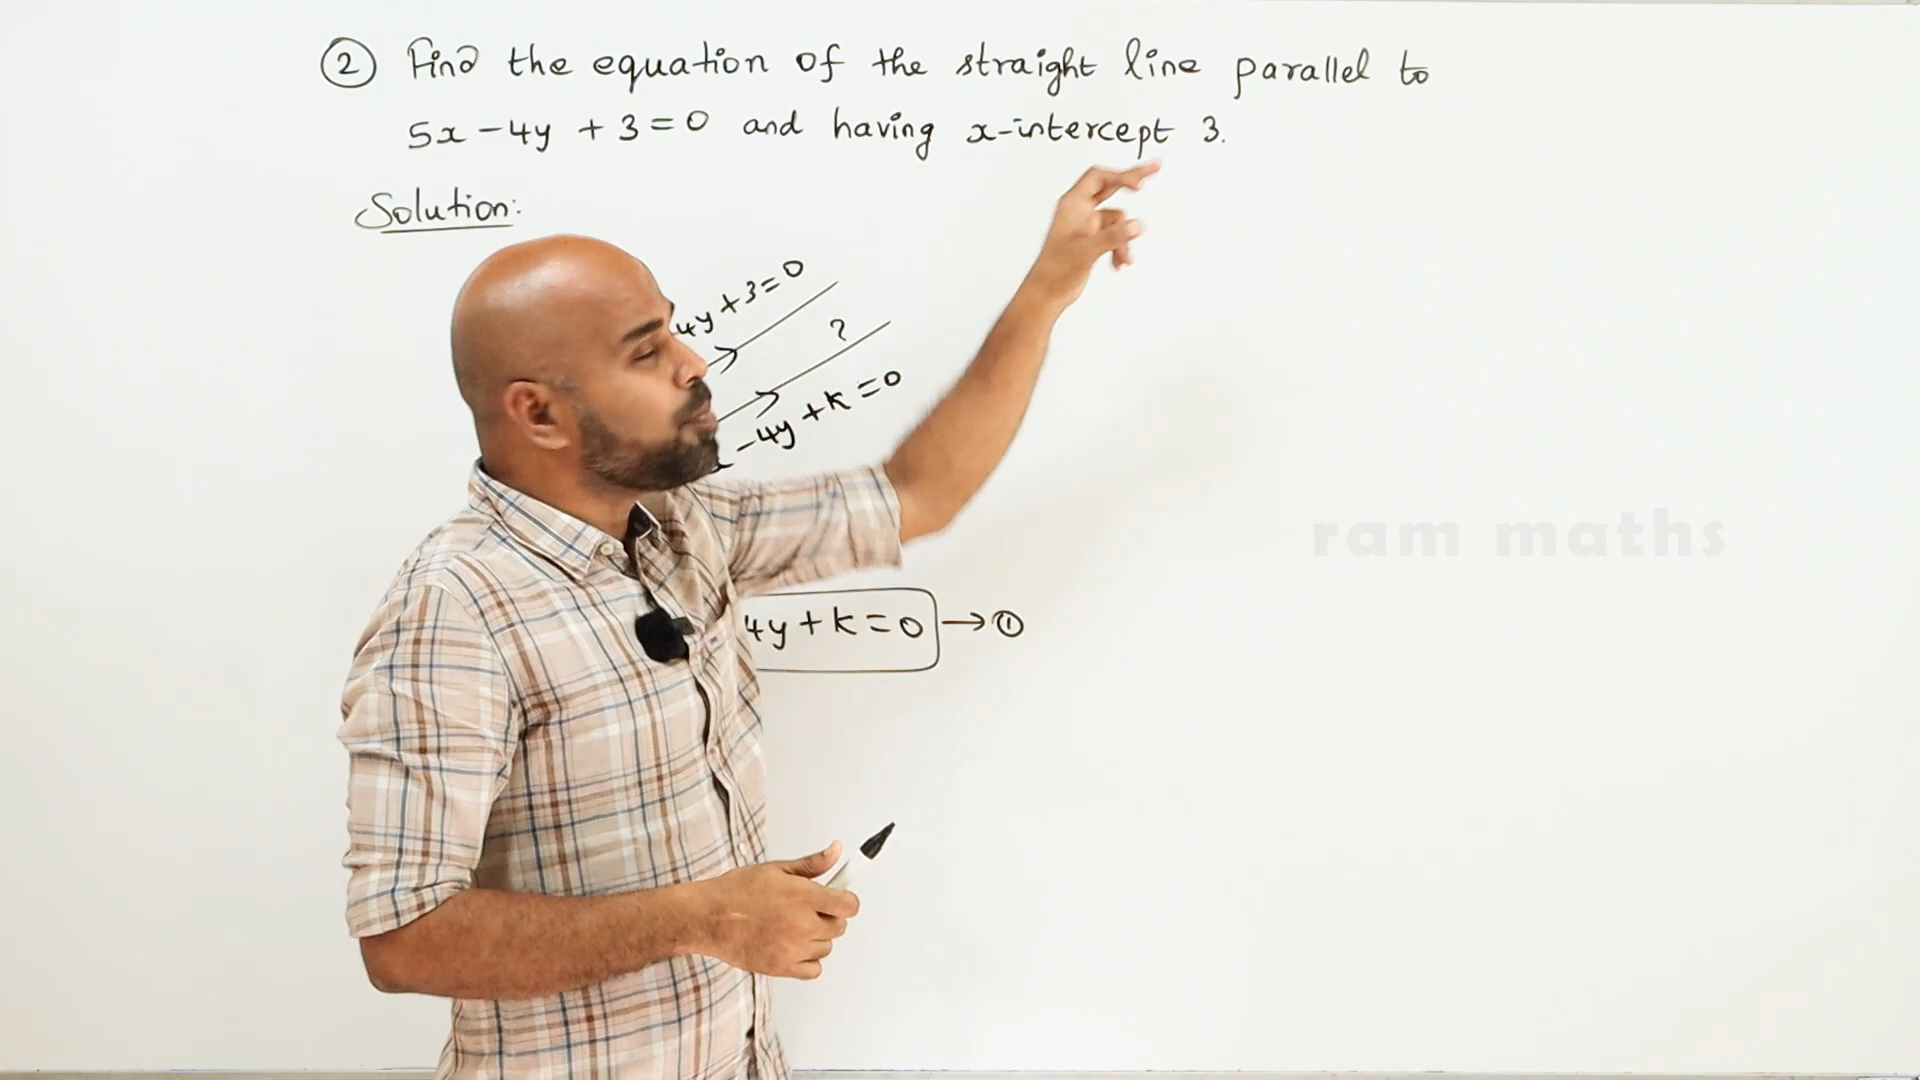 ② Find the equation of the straight line parallel to
5x - 4y + 3 = 0 and having x-intercept 3.
Solution:
4y + 3 = 0
?
- 4y + k = 0
4y + k = 0 → ①
ram maths